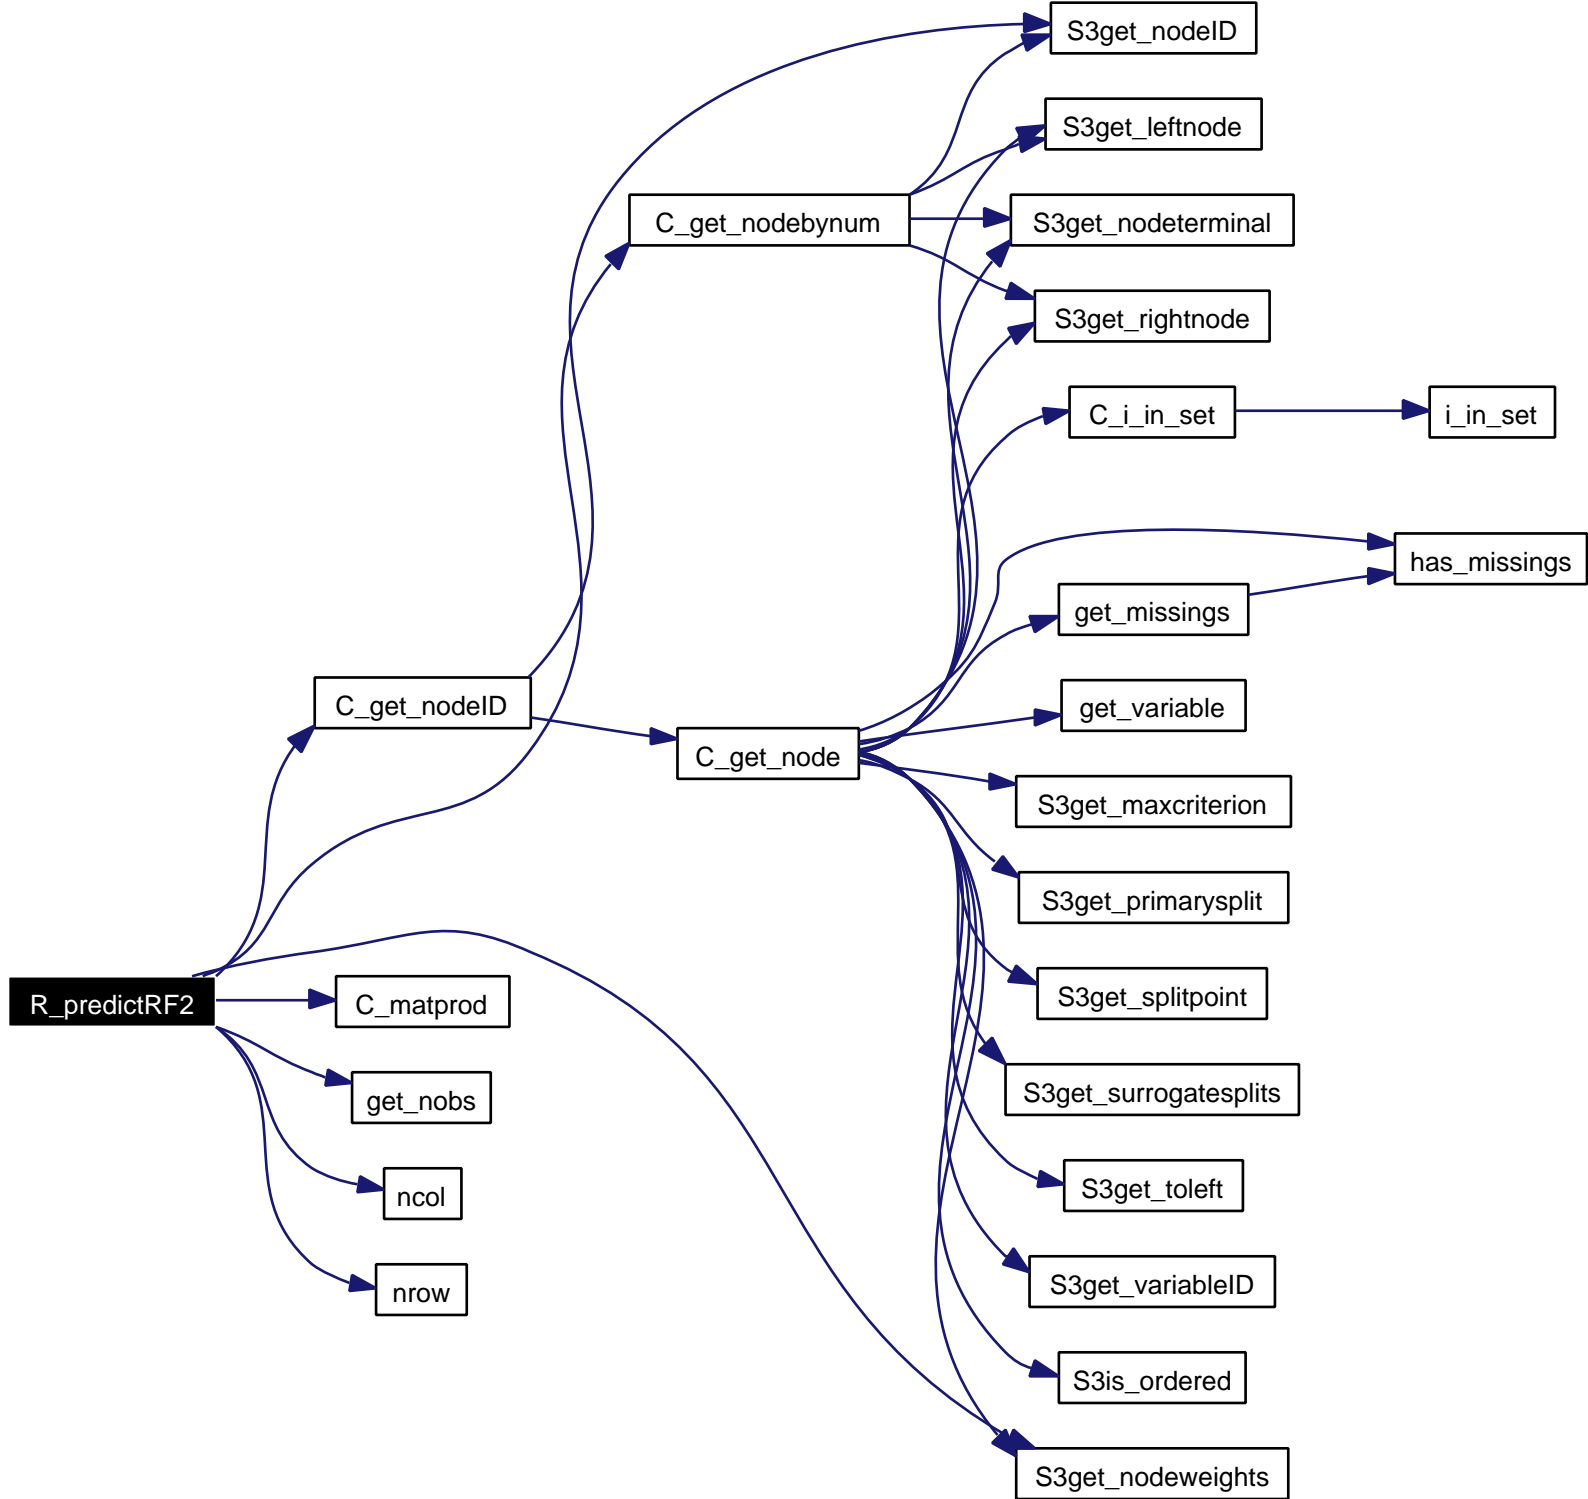 S3get_nodeID
S3get_leftnode
C_get_nodebynum
S3get_nodeterminal
S3get_rightnode
C_i_in_set
i_in_set
has_missings
get_missings
C_get_nodeID
get_variable
C_get_node
S3get_maxcriterion
S3get_primarysplit
S3get_splitpoint
R_predictRF2
C_matprod
S3get_surrogatesplits
get_nobs
S3get_toleft
ncol
S3get_variableID
nrow
S3is_ordered
S3get_nodeweights